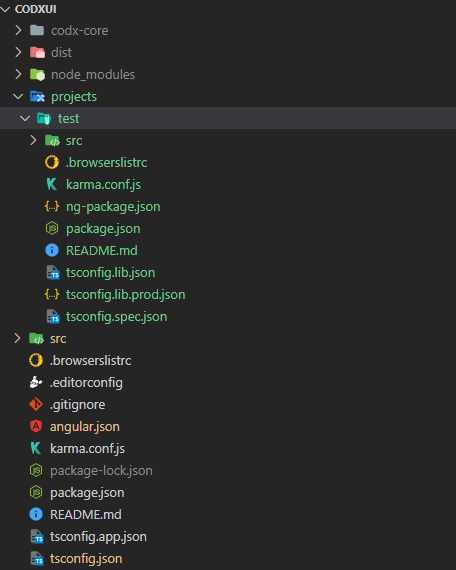 CODXUI
codx-core
dist
node_modules
projects
test
src
.browserslistrc
karma.conf.js
ng-package.json
package.json
README.md
tsconfig.lib.json
tsconfig.lib.prod.json
tsconfig.spec.json
src
.browserslistrc
.editorconfig
.gitignore
angular.json
karma.conf.js
package-lock.json
package.json
README.md
tsconfig.app.json
tsconfig.json